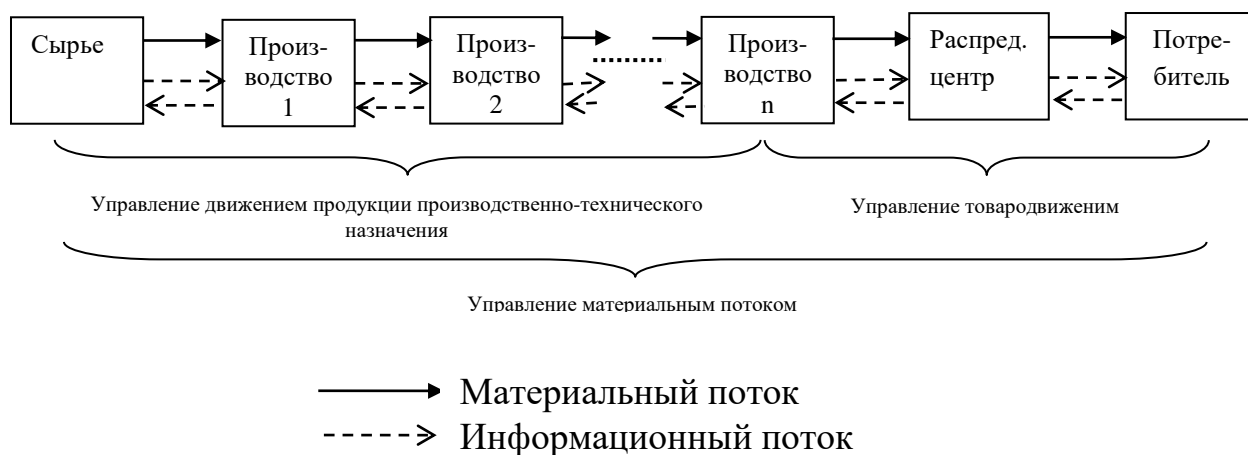 Сырье
Произ-
водство
1
Произ-
водство
2
Произ-
водство
n
Распред.
центр
Потре-
битель
Управление движением продукции производственно-технического
назначения
Управление товародвиженим
Управление материальным потоком
Материальный поток
Информационный поток